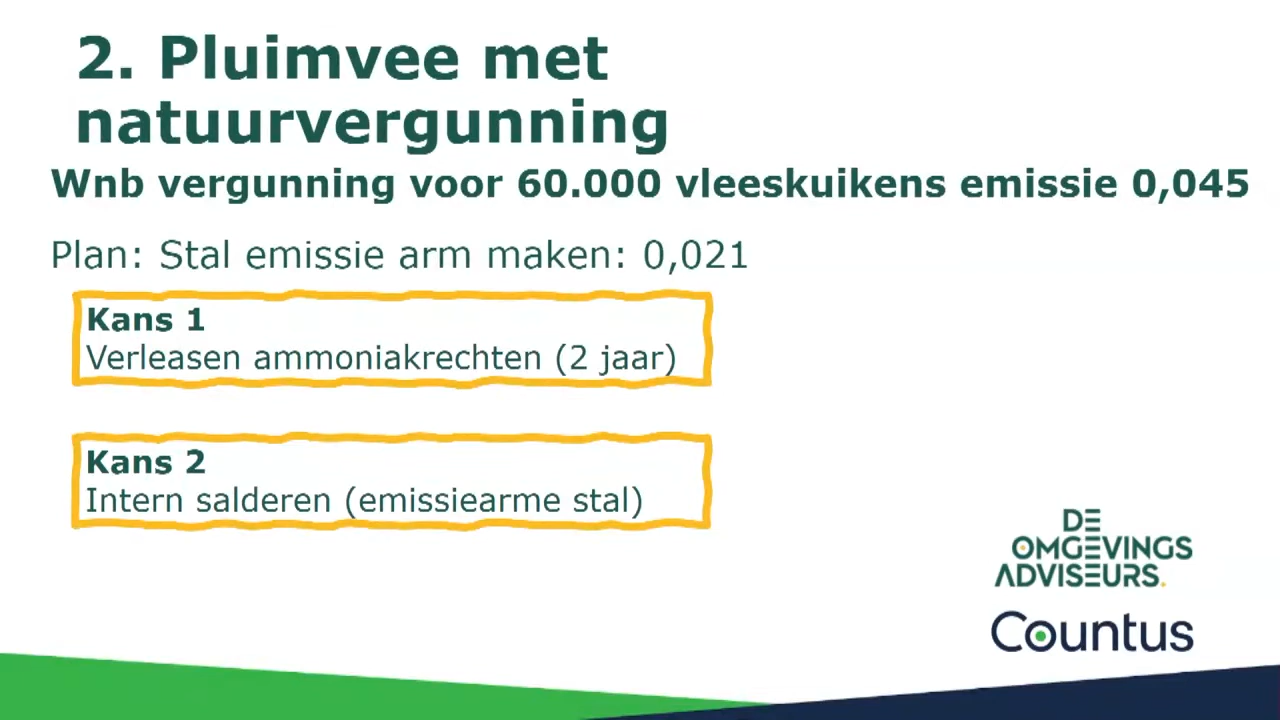 2. Pluimvee met
natuurvergunning
Wnb vergunning voor 60.000 vleeskuikens emissie 0,045
Plan: Stal emissie arm maken: 0,021
Kans 1
Verleasen ammoniakrechten (2 jaar)
Kans 2
Intern salderen (emissiearme stal)
DE
OMGEVINGS
ADVISEURS.
Countus